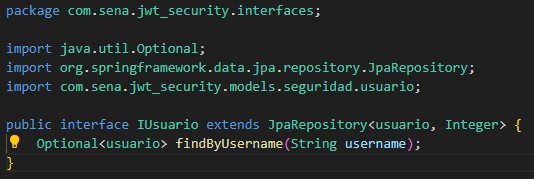 package com.sena.jwt_security.interfaces;
import java.util.Optional;
import org.springframework.data.jpa.repository.JpaRepository;
import com.sena.jwt_security.models.seguridad.usuario;
public interface IUsuario extends JpaRepository<usuario, Integer> {
Optional<usuario> findByUsername(String username);
}